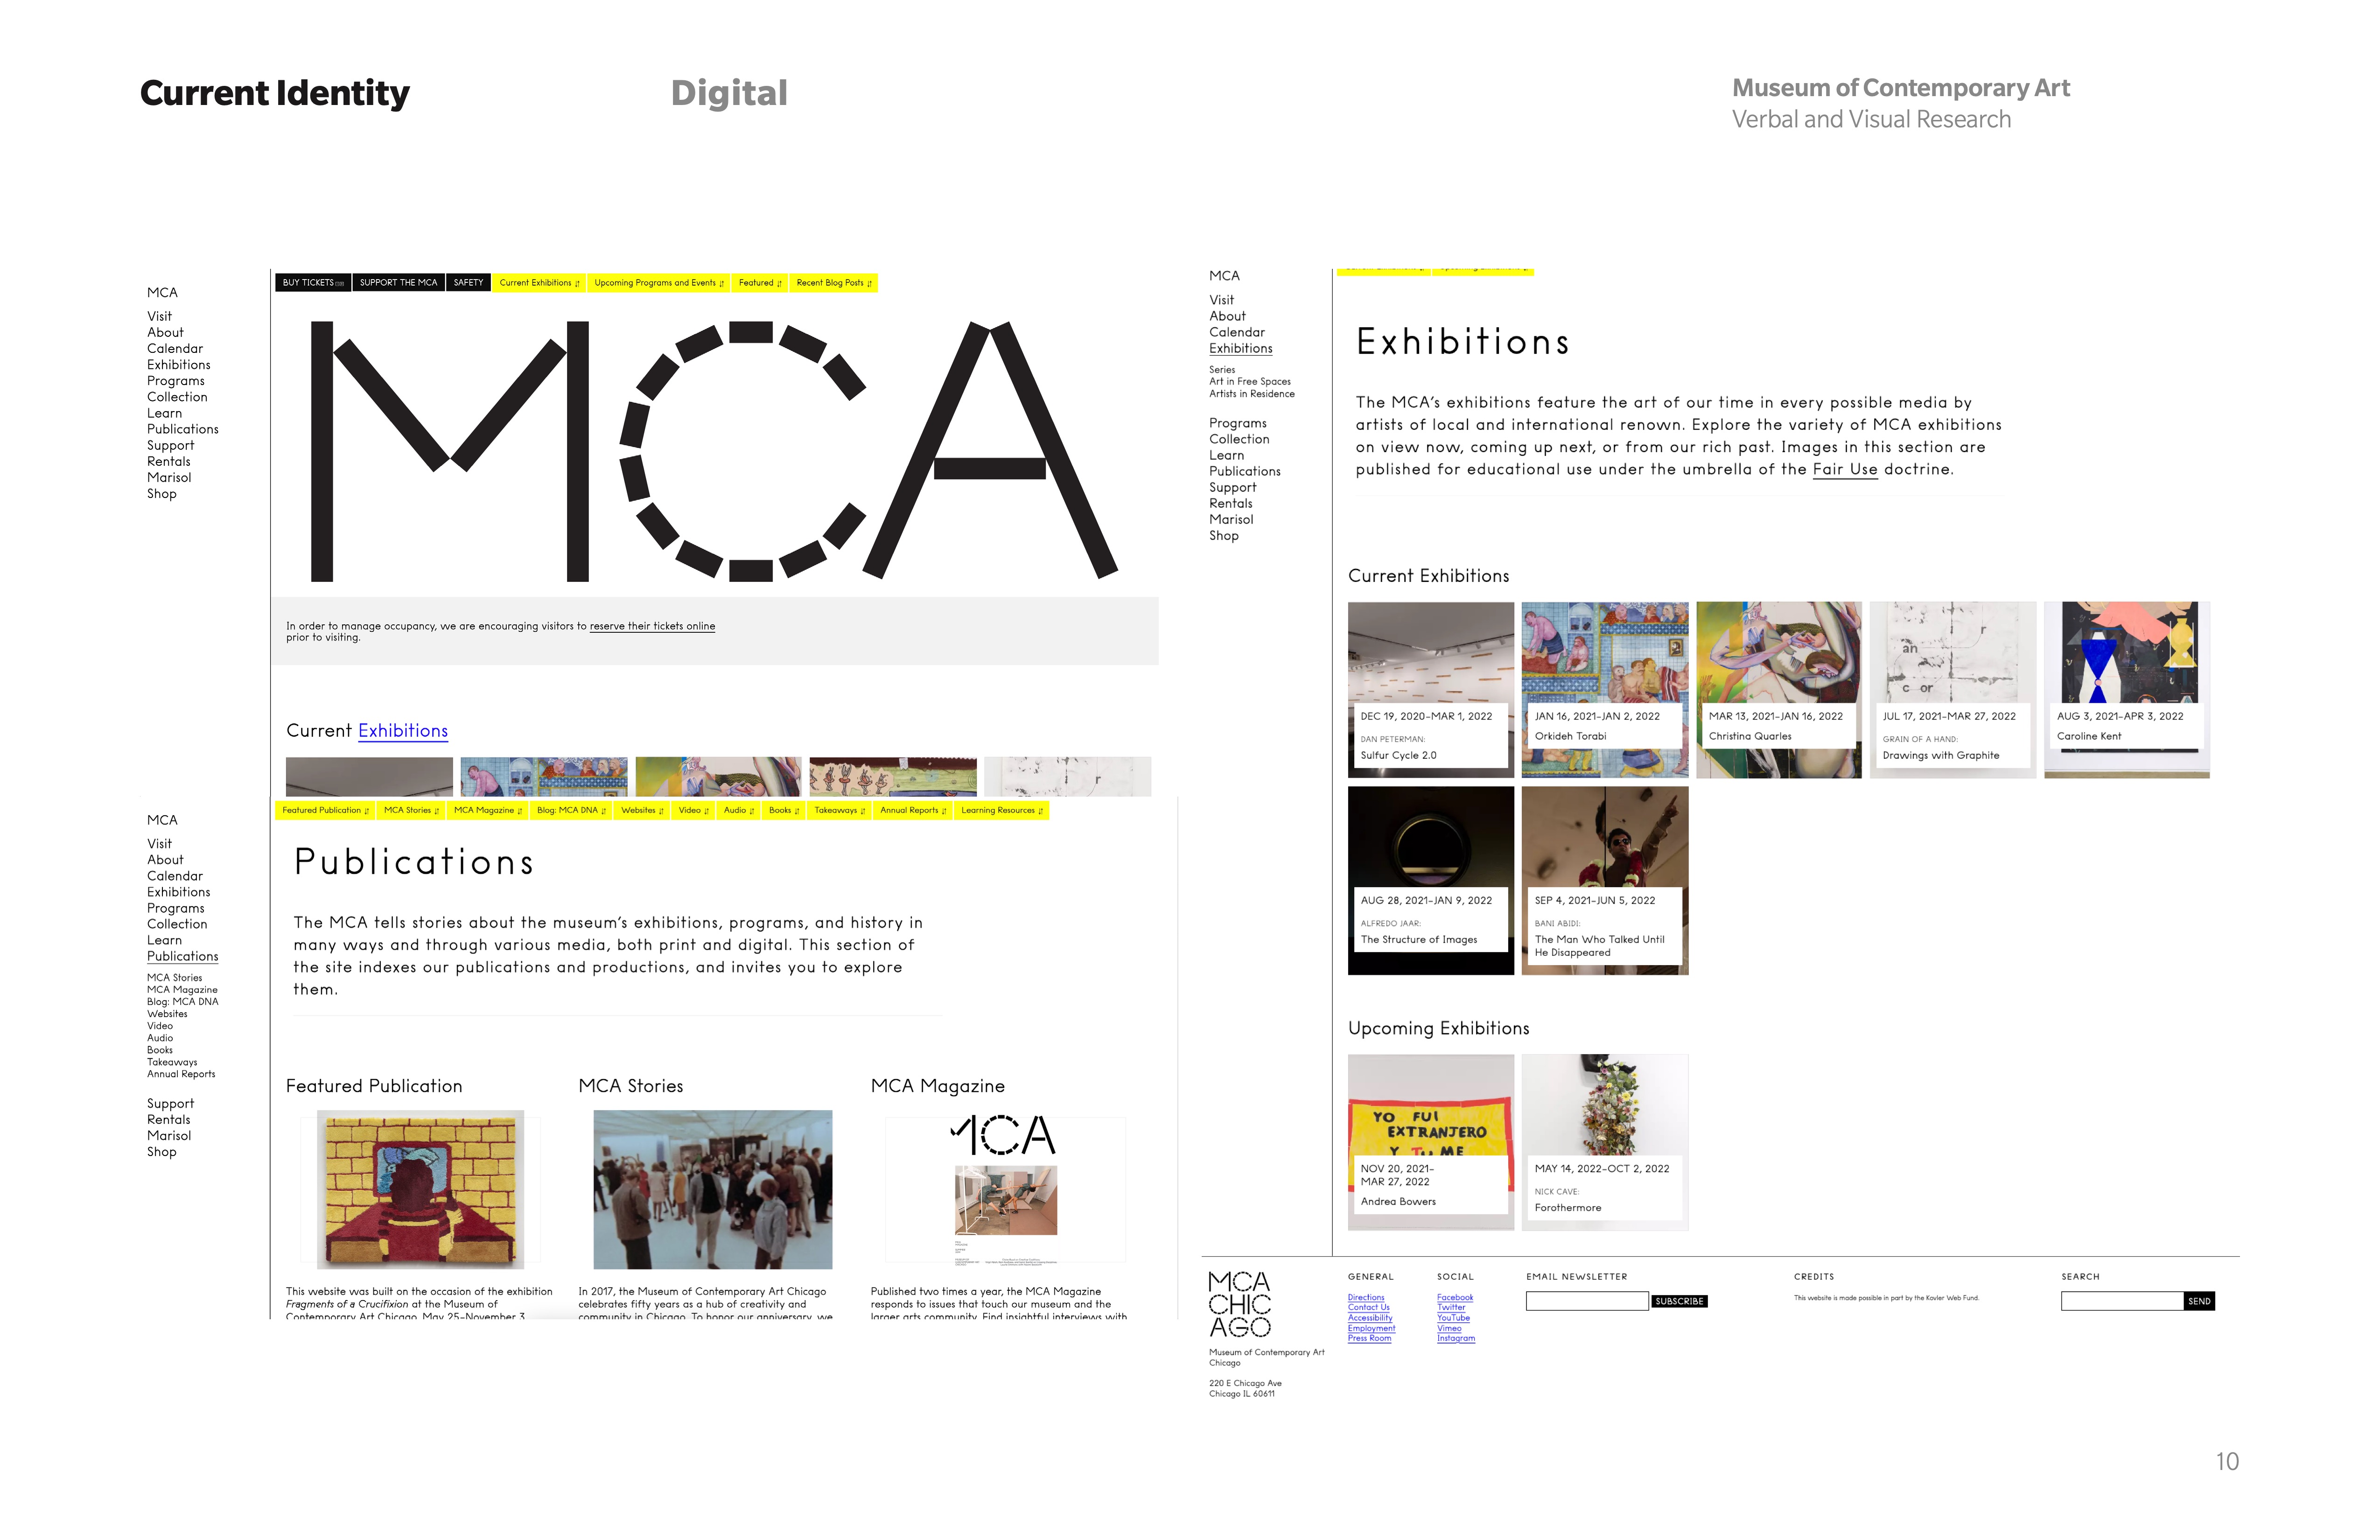 Current Identity
Digital
Museum of Contemporary Art
Verbal and Visual Research
MCA
Visit
About
Calendar
Exhibitions
Programs
Collection
Learn
Publications
Support
Rentals
Marisol
Shop
BUY TICKETS
SUPPORT THE MCA
SAFETY
Current Exhibitions
Upcoming Programs and Events
Featured
Recent Blog Posts
MCA
In order to manage occupancy, we are encouraging visitors to reserve their tickets online
prior to visiting.
Current Exhibitions
r
MCA
Visit
About
Calendar
Exhibitions
Programs
Collection
Learn
Publications
MCA Stories
MCA Magazine
Blog: MCA DNA
Websites
Video
Audio
Books
Takeaways
Annual Reports
Support
Rentals
Marisol
Shop
Featured Publication
MCA Stories
MCA Magazine
Blog: MCA DNA
Websites
Video
Audio
Books
Takeaways
Annual Reports
Learning Resources
Publications
The MCA tells stories about the museum's exhibitions, programs, and history in
many ways and through various media, both print and digital. This section of
the site indexes our publications and productions, and invites you to explore
them.
Featured Publication
This website was built on the occasion of the exhibition
Fragments of a Crucifixion at the Museum of
Contemporary Art Chicago, May 25–November 3,
MCA Stories
In 2017, the Museum of Contemporary Art Chicago
celebrates fifty years as a hub of creativity and
community in Chicago. To honor our anniversary, we
MCA Magazine
MCA
Published two times a year, the MCA Magazine
responds to issues that touch our museum and the
larger arts community. Find insightful interviews with
MCA
Visit
About
Calendar
Exhibitions
Series
Art in Free Spaces
Artists in Residence
Programs
Collection
Learn
Publications
Support
Rentals
Marisol
Shop
Exhibitions
The MCA's exhibitions feature the art of our time in every possible media by
artists of local and international renown. Explore the variety of MCA exhibitions
on view now, coming up next, or from our rich past. Images in this section are
published for educational use under the umbrella of the Fair Use doctrine.
Current Exhibitions
DEC 19, 2020–MAR 1, 2022
DAN PETERMAN:
Sulfur Cycle 2.0
JAN 16, 2021–JAN 2, 2022
Orkideh Torabi
MAR 13, 2021–JAN 16, 2022
Christina Quarles
r
an
c or
JUL 17, 2021–MAR 27, 2022
GRAIN OF A HAND:
Drawings with Graphite
AUG 3, 2021–APR 3, 2022
Caroline Kent
AUG 28, 2021–JAN 9, 2022
ALFREDO JAAR:
The Structure of Images
SEP 4, 2021–JUN 5, 2022
BANI ABIDI:
The Man Who Talked Until
He Disappeared
Upcoming Exhibitions
YO FUI
EXTRANJERO
Y TU ME
NOV 20, 2021–
MAR 27, 2022
Andrea Bowers
MAY 14, 2022–OCT 2, 2022
NICK CAVE:
Forothermore
MCA
CHIC
AGO
Museum of Contemporary Art
Chicago
220 E Chicago Ave
Chicago IL 60611
GENERAL
Directions
Contact Us
Accessibility
Employment
Press Room
SOCIAL
Facebook
Twitter
YouTube
Vimeo
Instagram
EMAIL NEWSLETTER
SUBSCRIBE
CREDITS
This website is made possible in part by the Kovler Web Fund.
SEARCH
SEND
10